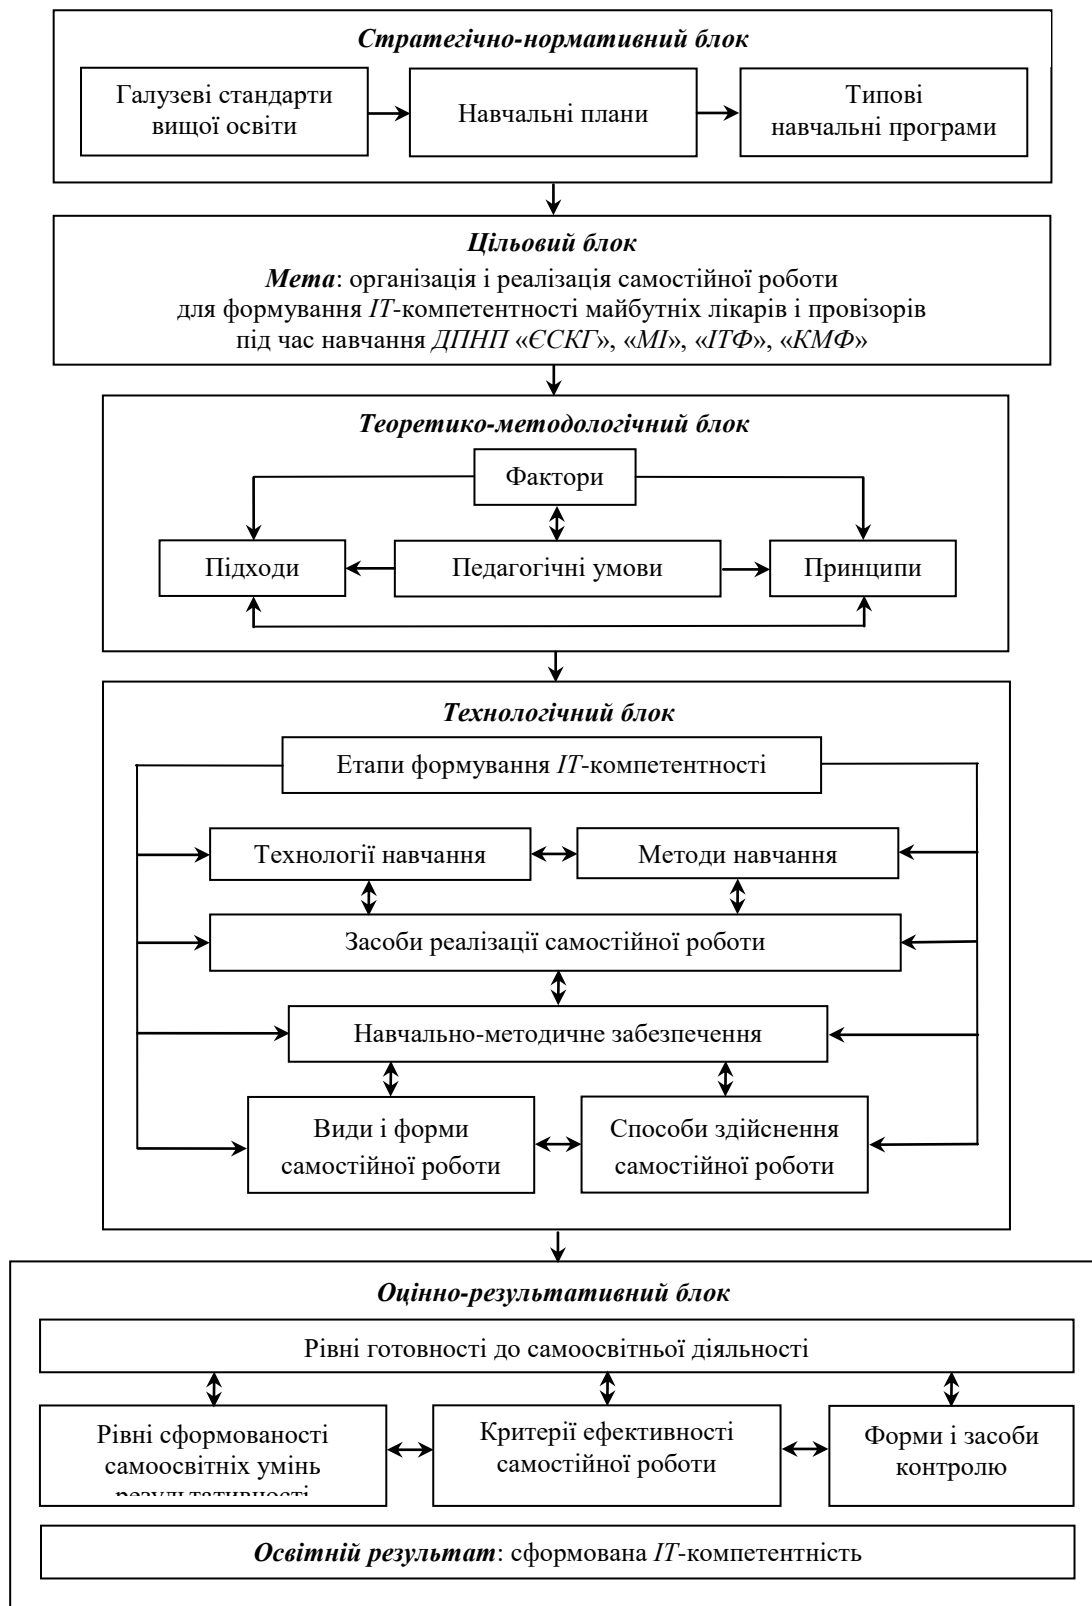 Стратегічно-нормативний блок
Галузеві стандарти
вищої освіти
Навчальні плани
Типові
навчальні програми
Цільовий блок
Мета: організація і реалізація самостійної роботи
для формування ІТ-компетентності майбутніх лікарів і провізорів
під час навчання ДПНП «ЄСКГ», «МІ», «ІТФ», «КМФ»
Теоретико-методологічний блок
Фактори
Підходи
Педагогічні умови
Принципи
Технологічний блок
Етапи формування ІТ-компетентності
Технології навчання
Методи навчання
Засоби реалізації самостійної роботи
Навчально-методичне забезпечення
Види і форми
самостійної роботи
Способи здійснення
самостійної роботи
Оцінно-результативний блок
Рівні готовності до самоосвітньої діяльності
Рівні сформованості
самоосвітніх умінь
результативності
Критерії ефективності
самостійної роботи
Форми і засоби
контролю
Освітній результат: сформована ІТ-компетентність